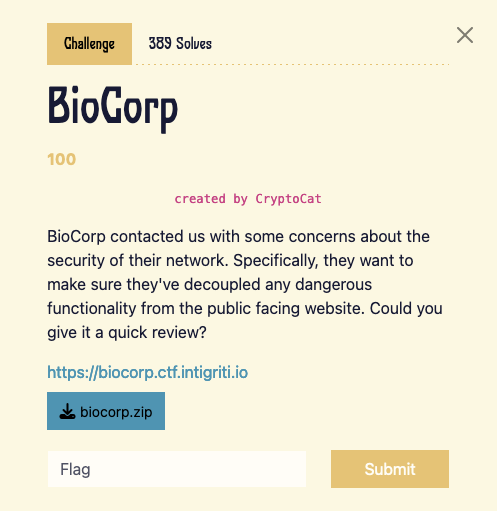 Challenge
389 Solves
BioCorp
100
created by CryptoCat
BioCorp contacted us with some concerns about the
security of their network. Specifically, they want to
make sure they've decoupled any dangerous
functionality from the public facing website. Could you
give it a quick review?
https://biocorp.ctf.intigriti.io
biocorp.zip
Flag
Submit